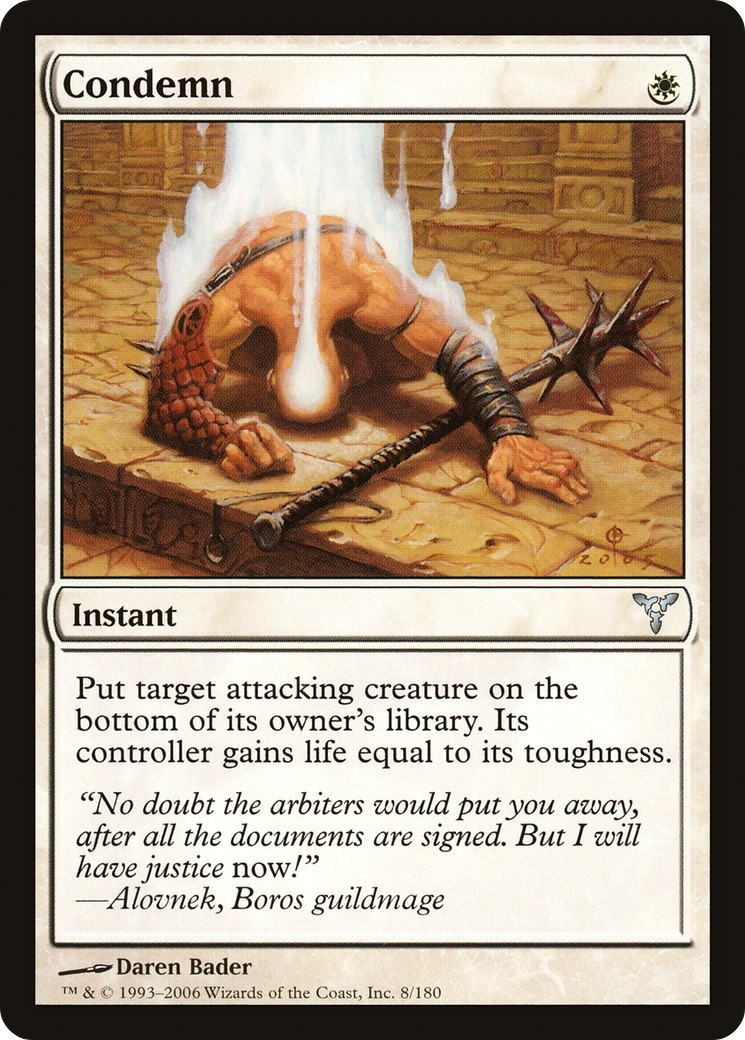 Condemn
2005
Instant
Put target attacking creature on the
bottom of its owner's library. Its
controller gains life equal to its toughness.
“No doubt the arbiters would put you away,
after all the documents are signed. But I will
have justice now!”
—Alovnek, Boros guildmage
Daren Bader
™ & © 1993–2006 Wizards of the Coast, Inc. 8/180